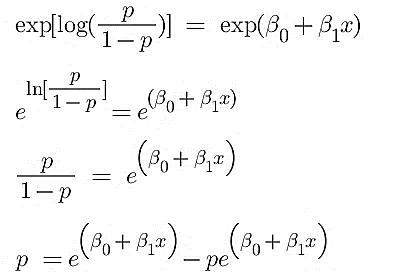 exp[log(p/1−p)] = exp(β₀ + β₁x)
e^ln[p/1−p] = e^(β₀ + β₁x)
p/1−p = e^(β₀ + β₁x)
p = e^(β₀ + β₁x) − pe^(β₀ + β₁x)